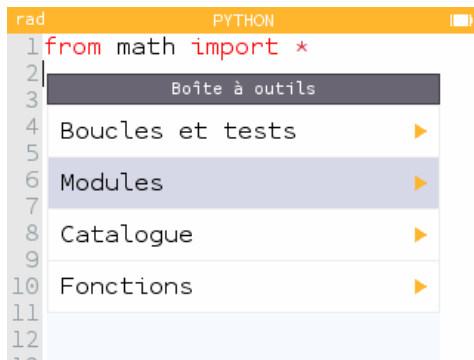 rad PYTHON
1 from math import *
2
Boîte à outils
3
4 Boucles et tests
5
6 Modules
7
8 Catalogue
9
10 Fonctions
11
12